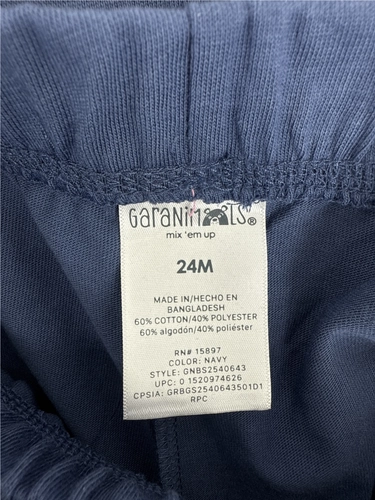 GaraNimals®
mix 'em up
24M
MADE IN/HECHO EN
BANGLADESH
60% COTTON/40% POLYESTER
60% algodón/40% poliéster
RN# 15897
COLOR: NAVY
STYLE: GNBS2540643
UPC: 0 1520974626
CPSIA: GRBGS2540643501D1
RPC